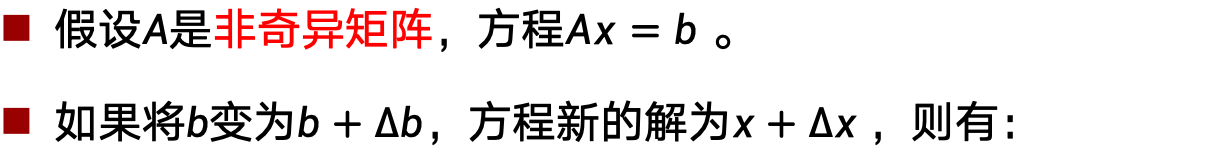 ■ 假设A是非奇异矩阵，方程Ax = b 。
■ 如果将b变为b + Δb，方程新的解为x + Δx ，则有：